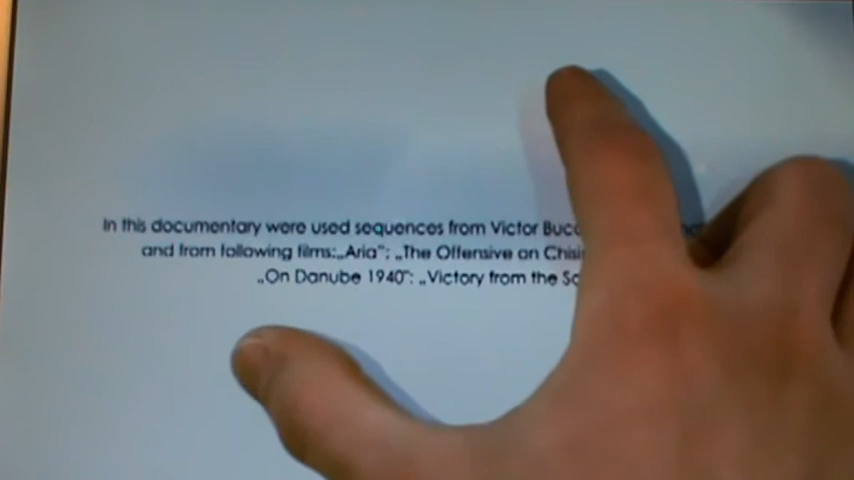 In this documentary were used sequences from Victor
and from following films:„Aria”; „The Offensive on
„On Danube 1940”: „Victory from the